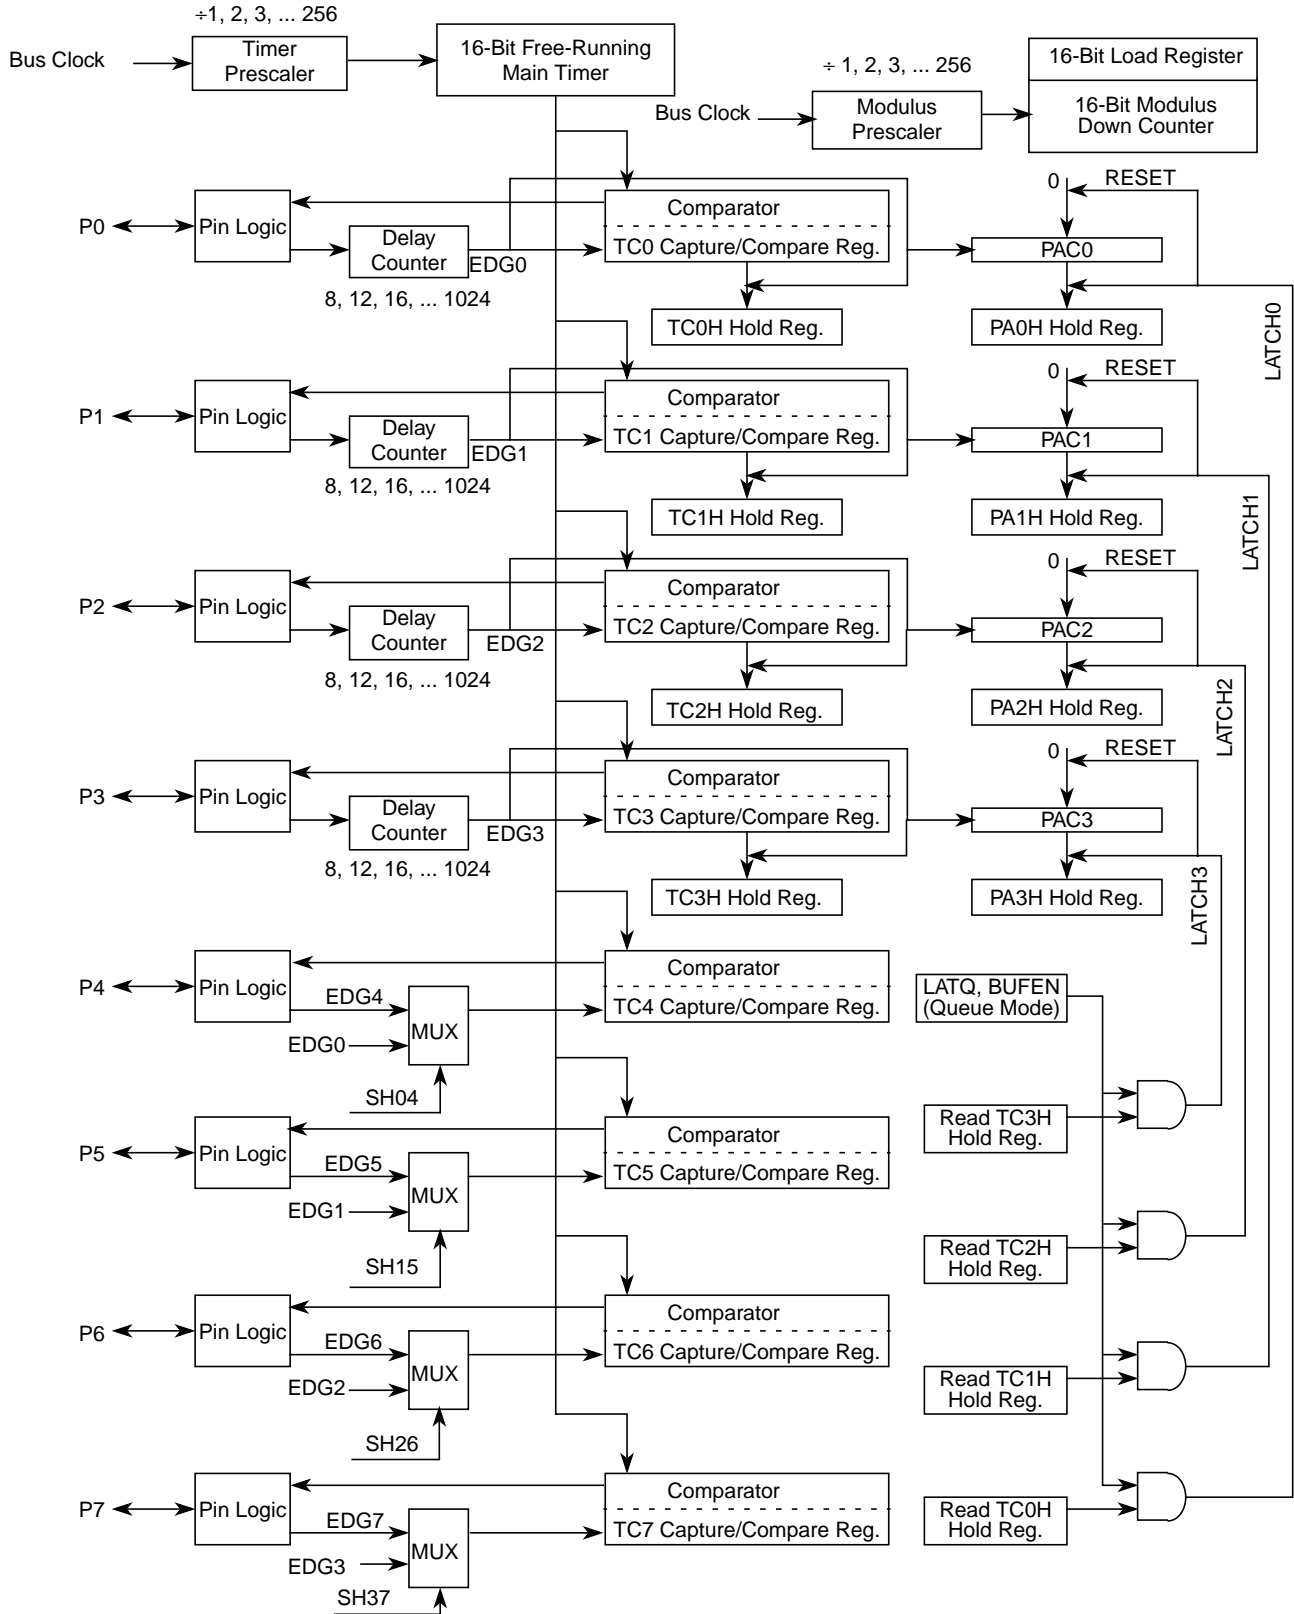 ÷1, 2, 3, ... 256
Bus Clock
Timer
Prescaler
16-Bit Free-Running
Main Timer
÷ 1, 2, 3, ... 256
Bus Clock
Modulus
Prescaler
16-Bit Load Register
16-Bit Modulus
Down Counter
P0
Pin Logic
Delay
Counter
8, 12, 16, ... 1024
EDG0
Comparator
TC0 Capture/Compare Reg.
TC0H Hold Reg.
0
RESET
PAC0
PA0H Hold Reg.
LATCH0
P1
Pin Logic
Delay
Counter
8, 12, 16, ... 1024
EDG1
Comparator
TC1 Capture/Compare Reg.
TC1H Hold Reg.
0
RESET
PAC1
PA1H Hold Reg.
LATCH1
P2
Pin Logic
Delay
Counter
8, 12, 16, ... 1024
EDG2
Comparator
TC2 Capture/Compare Reg.
TC2H Hold Reg.
0
RESET
PAC2
PA2H Hold Reg.
LATCH2
P3
Pin Logic
Delay
Counter
8, 12, 16, ... 1024
EDG3
Comparator
TC3 Capture/Compare Reg.
TC3H Hold Reg.
0
RESET
PAC3
PA3H Hold Reg.
LATCH3
P4
Pin Logic
EDG4
EDG0
MUX
SH04
Comparator
TC4 Capture/Compare Reg.
LATQ, BUFEN
(Queue Mode)
P5
Pin Logic
EDG5
EDG1
MUX
SH15
Comparator
TC5 Capture/Compare Reg.
Read TC3H
Hold Reg.
Read TC2H
Hold Reg.
P6
Pin Logic
EDG6
EDG2
MUX
SH26
Comparator
TC6 Capture/Compare Reg.
Read TC1H
Hold Reg.
P7
Pin Logic
EDG7
EDG3
MUX
SH37
Comparator
TC7 Capture/Compare Reg.
Read TC0H
Hold Reg.